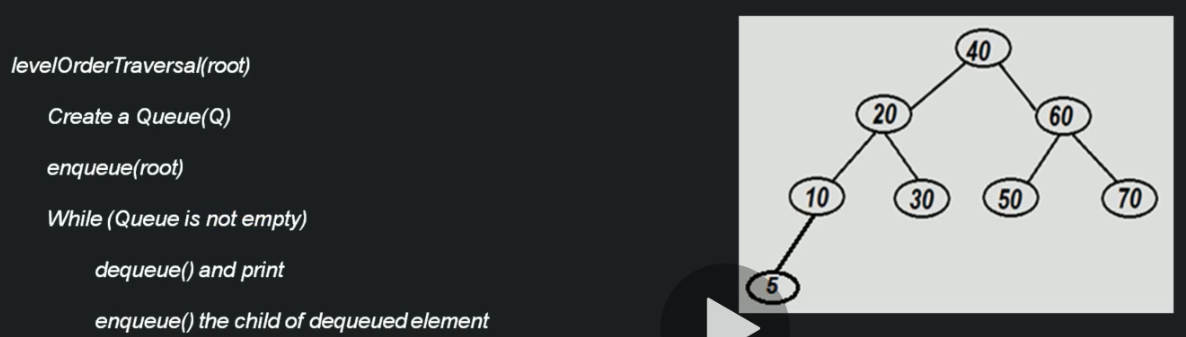 levelOrderTraversal(root)
Create a Queue(Q)
enqueue(root)
While (Queue is not empty)
dequeue() and print
enqueue() the child of dequeued element
40
20
60
10
30
50
70
5